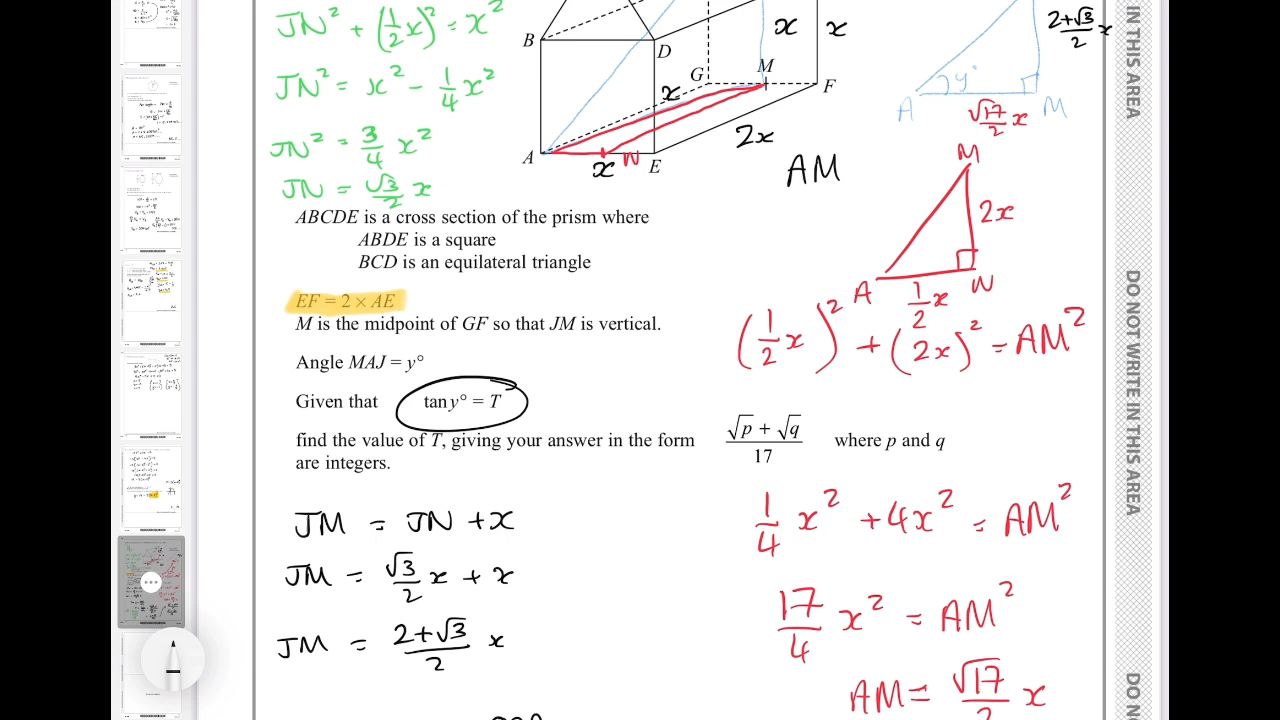 JN² + (1/2 x)² = x²
JN² = x² - 1/4 x²
JN² = 3/4 x²
JN = √3/2 x
B
D
G
M
F
A
N
E
x
x
x
x
2x
AM
2+√3/2 x
y°
A
M
√17/2 x
M
2x
A
N
1/2 x
ABCDE is a cross section of the prism where
ABDE is a square
BCD is an equilateral triangle
EF = 2 × AE
M is the midpoint of GF so that JM is vertical.
Angle MAJ = y°
Given that tan y° = T
find the value of T, giving your answer in the form √p + √q / 17 where p and q
are integers.
(1/2 x)² + (2x)² = AM²
1/4 x² + 4x² = AM²
17/4 x² = AM²
AM = √17/2 x
JM = JN + x
JM = √3/2 x + x
JM = 2+√3/2 x
IN THIS AREA
DO NOT WRITE IN THIS AREA
DO N